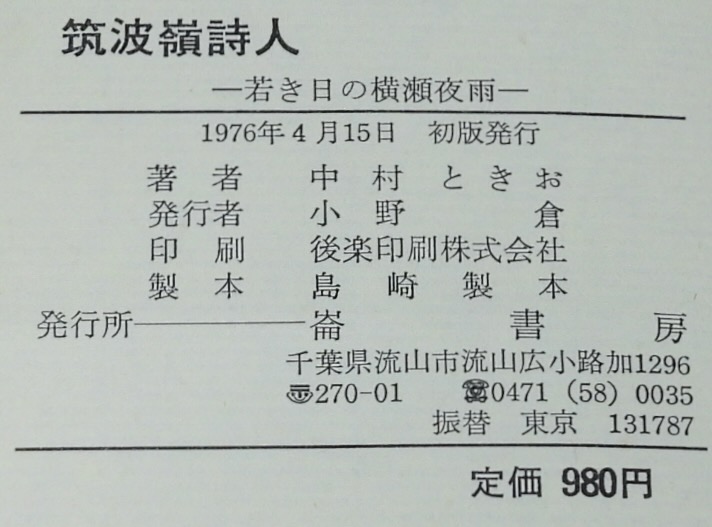 筑波嶺詩人
―若き日の横瀬夜雨―
1976年4月15日 初版発行
著者 中村ときお
発行者 小野倉
印刷 後楽印刷株式会社
製本 島崎製本
発行所―――崙書房
千葉県流山市流山広小路加1296
〠270-01 ☎0471 (58) 0035
振替 東京 131787
定価 980円